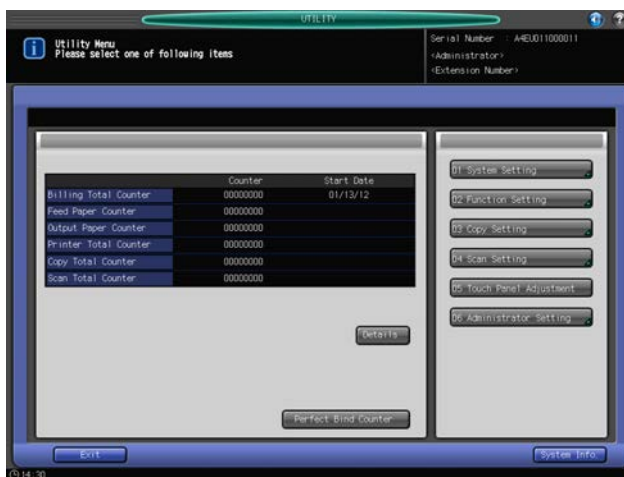 UTILITY
Utility Menu
Please select one of following items
Serial Number : A4EU011000011
<Administrator>
<Extension Number>
Counter Start Date
Billing Total Counter 00000000 01/13/12
Feed Paper Counter 00000000
Output Paper Counter 00000000
Printer Total Counter 00000000
Copy Total Counter 00000000
Scan Total Counter 00000000
Details
Perfect Bind Counter
01 System Setting
02 Function Setting
03 Copy Setting
04 Scan Setting
05 Touch Panel Adjustment
06 Administrator Setting
Exit
System Info.
14:30